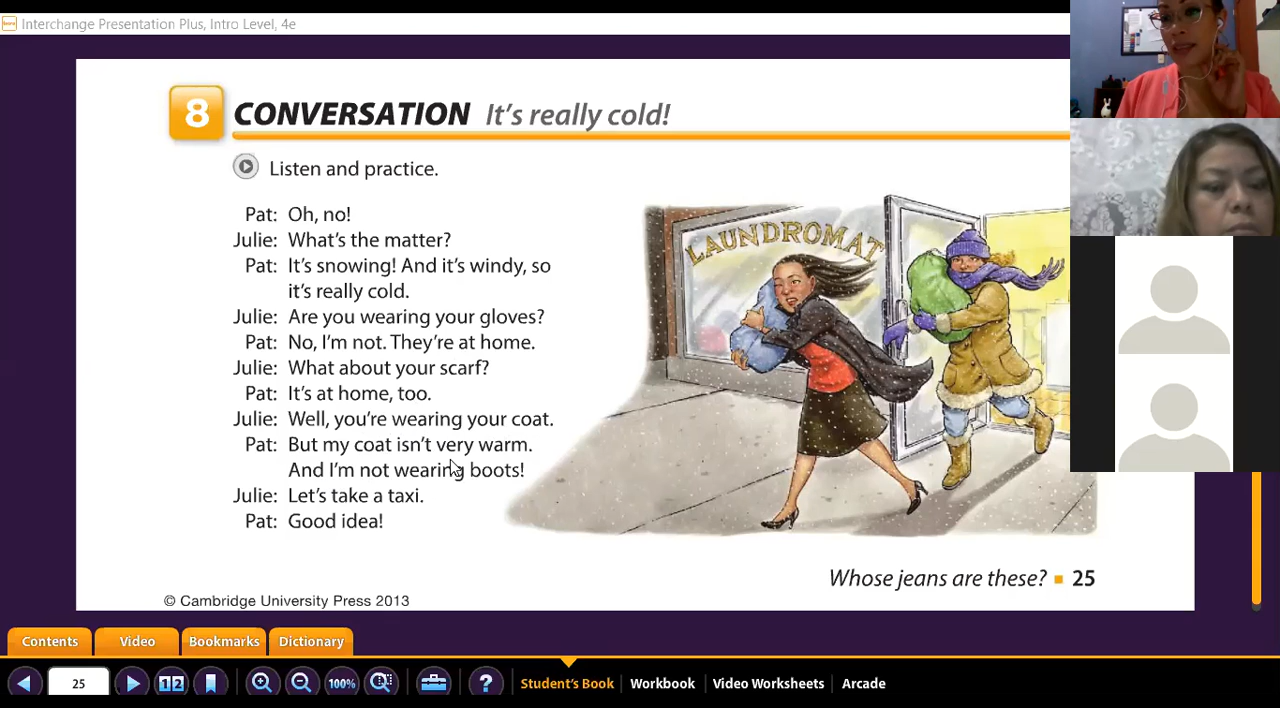 Interchange Presentation Plus, Intro Level, 4e
8 CONVERSATION It's really cold!
Listen and practice.
Pat: Oh, no!
Julie: What's the matter?
Pat: It's snowing! And it's windy, so
it's really cold.
Julie: Are you wearing your gloves?
Pat: No, I'm not. They're at home.
Julie: What about your scarf?
Pat: It's at home, too.
Julie: Well, you're wearing your coat.
Pat: But my coat isn't very warm.
And I'm not wearing boots!
Julie: Let's take a taxi.
Pat: Good idea!
LAUNDROMAT
Whose jeans are these? ■ 25
© Cambridge University Press 2013
Contents Video Bookmarks Dictionary
25 1 2 100% ? Student's Book Workbook Video Worksheets Arcade